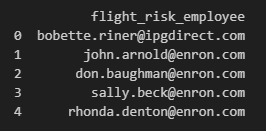 flight_risk_employee
0 bobette.riner@ipgdirect.com
1 john.arnold@enron.com
2 don.baughman@enron.com
3 sally.beck@enron.com
4 rhonda.denton@enron.com